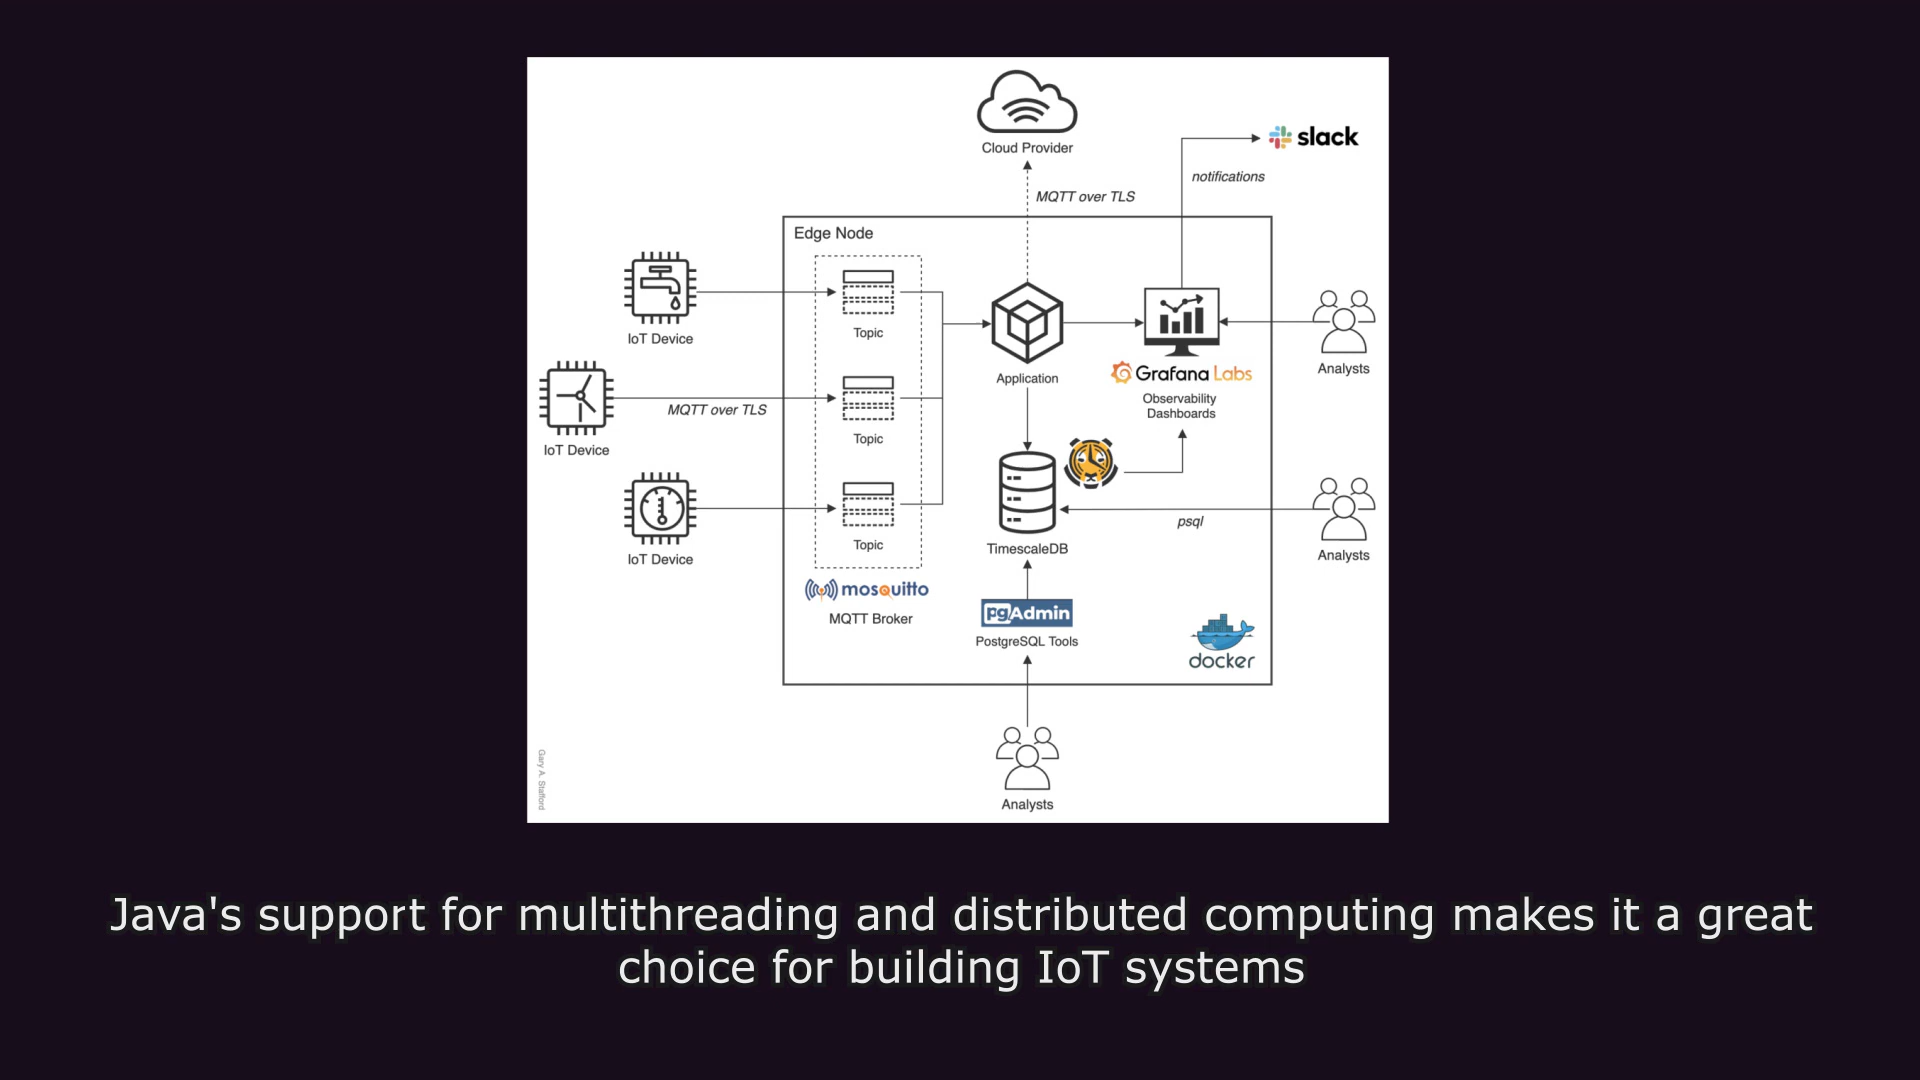 Cloud Provider
slack
notifications
MQTT over TLS
Edge Node
IoT Device
Topic
Application
Grafana Labs
Observability
Dashboards
Analysts
IoT Device
MQTT over TLS
Topic
IoT Device
Topic
TimescaleDB
psql
Analysts
mosquitto
MQTT Broker
pgAdmin
PostgreSQL Tools
docker
Analysts
Gary A. Stafford
Java's support for multithreading and distributed computing makes it a great
choice for building IoT systems